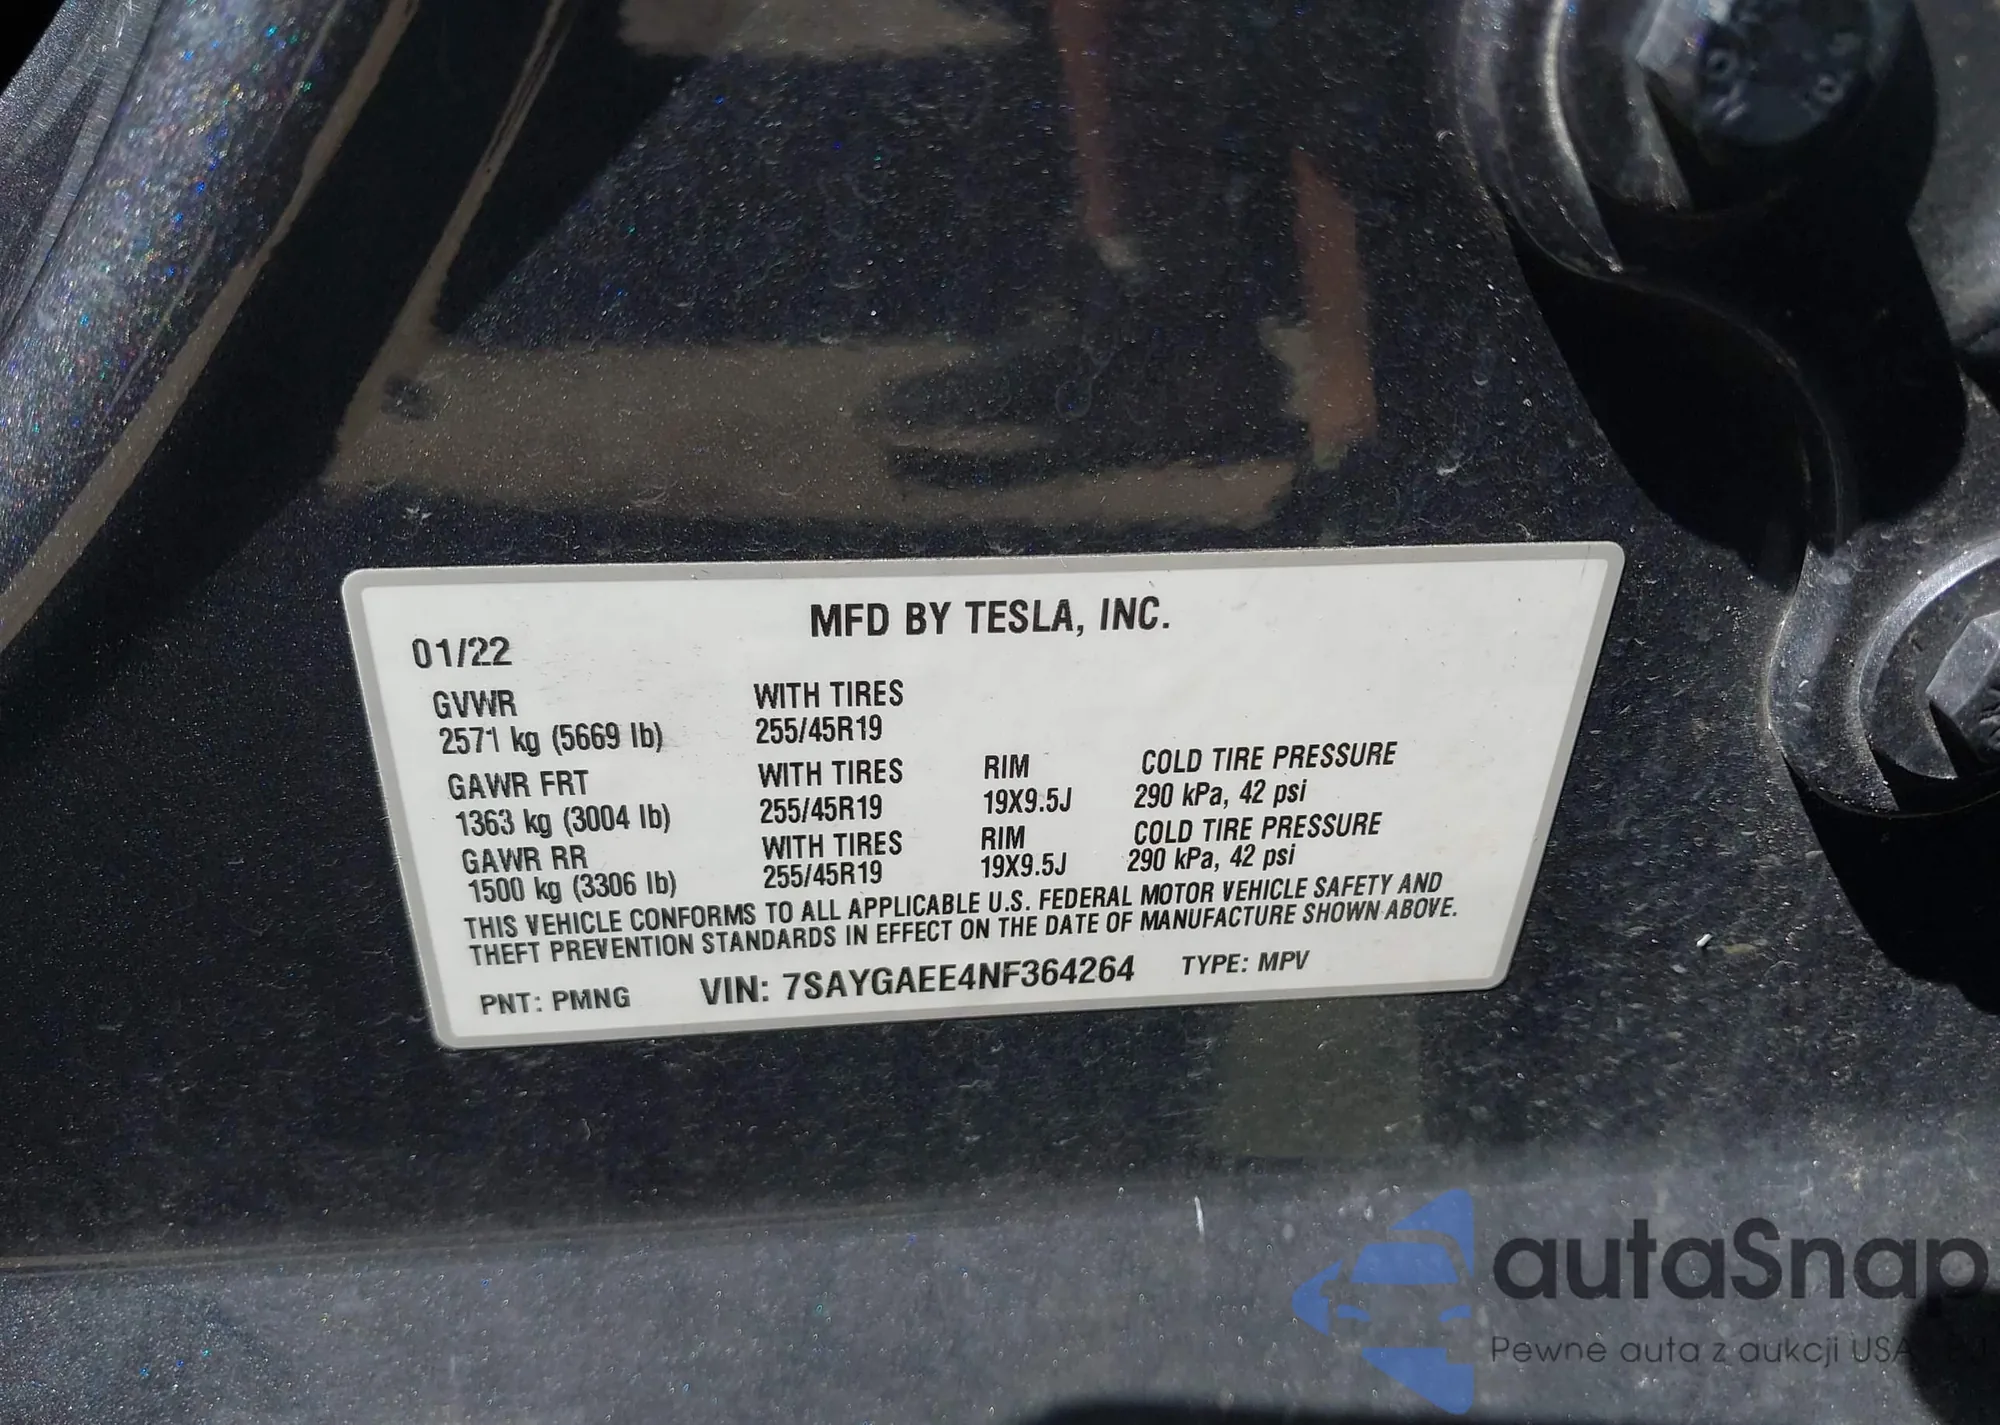 MFD BY TESLA, INC.
01/22
GVWR WITH TIRES
2571 kg (5669 lb) 255/45R19
GAWR FRT WITH TIRES RIM COLD TIRE PRESSURE
1363 kg (3004 lb) 255/45R19 19X9.5J 290 kPa, 42 psi
GAWR RR WITH TIRES RIM COLD TIRE PRESSURE
1500 kg (3306 lb) 255/45R19 19X9.5J 290 kPa, 42 psi
THIS VEHICLE CONFORMS TO ALL APPLICABLE U.S. FEDERAL MOTOR VEHICLE SAFETY AND
THEFT PREVENTION STANDARDS IN EFFECT ON THE DATE OF MANUFACTURE SHOWN ABOVE.
PNT: PMNG VIN: 7SAYGAEE4NF364264 TYPE: MPV
autaSnap
Pewne auta z aukcji USA